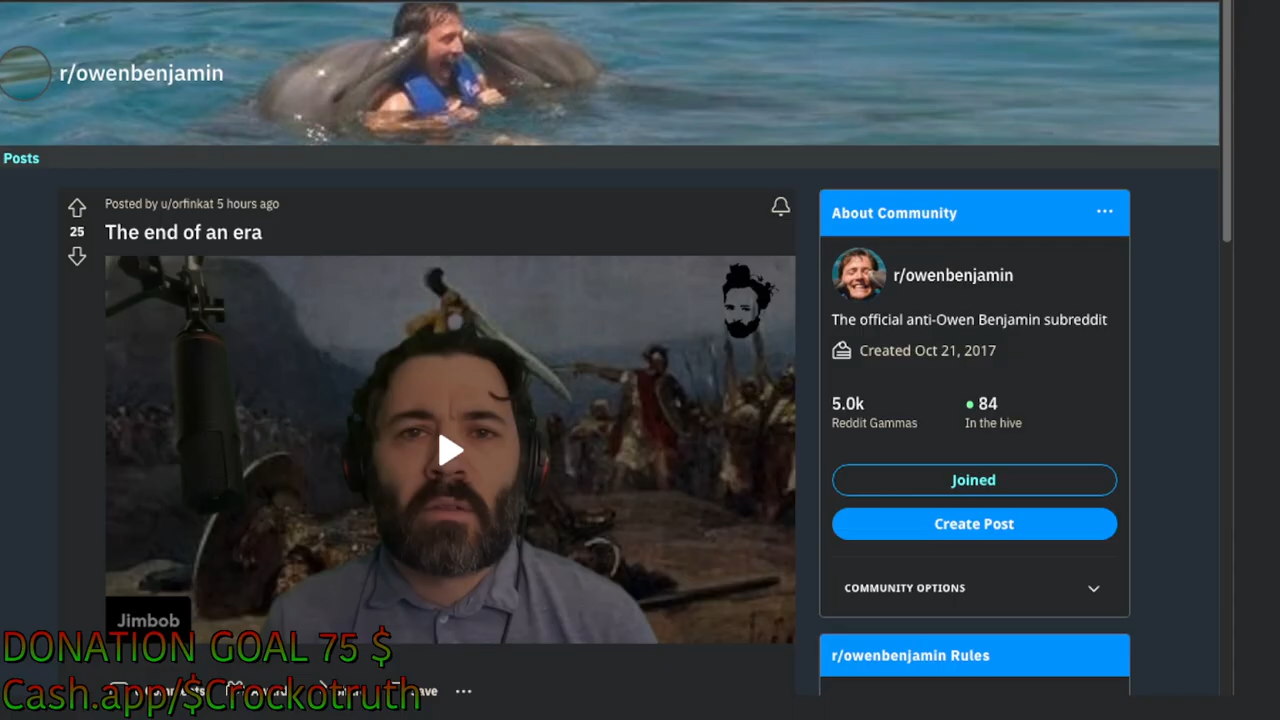 r/owenbenjamin
Posts
Posted by u/orfinkat 5 hours ago
25
The end of an era
Jimbob
About Community
r/owenbenjamin
The official anti-Owen Benjamin subreddit
Created Oct 21, 2017
5.0k
84
Reddit Gammas
In the hive
Joined
Create Post
COMMUNITY OPTIONS
r/owenbenjamin Rules
DONATION GOAL 75 $
Cash.app/$Crockotruth